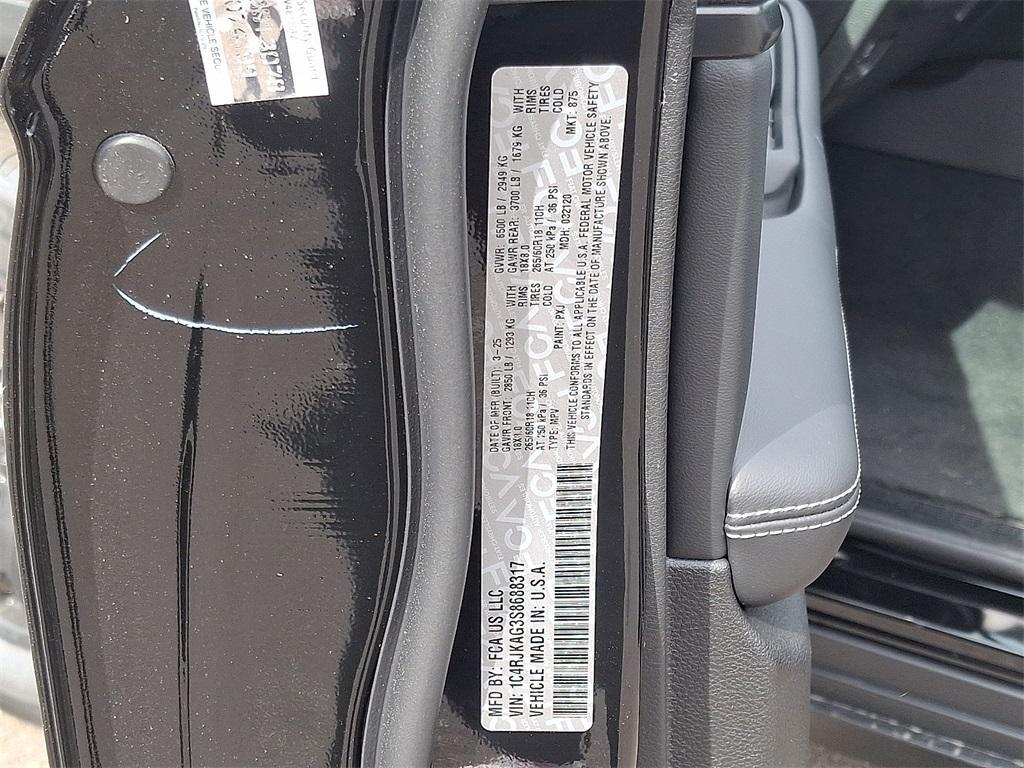 MFD BY: FCA US LLC
VIN: 1C4RJKAG3S8688317
VEHICLE MADE IN: U.S.A.
DATE OF MFR (BUILT): 3-25 GVWR: 6500 LB / 2949 KG
GAWR FRONT: 2850 LB / 1293 KG WITH GAWR REAR: 3700 LB / 1679 KG WITH
18X8.0 RIMS 18X8.0 RIMS
265/60R18 110H TIRES 265/60R18 110H TIRES
AT 250 kPa / 36 PSI COLD AT 250 kPa / 36 PSI COLD
TYPE: MPV PAINT: PXJ MDH: 032120 MKT: 875
THIS VEHICLE CONFORMS TO ALL APPLICABLE U.S.A. FEDERAL MOTOR VEHICLE SAFETY
STANDARDS IN EFFECT ON THE DATE OF MANUFACTURE SHOWN ABOVE.